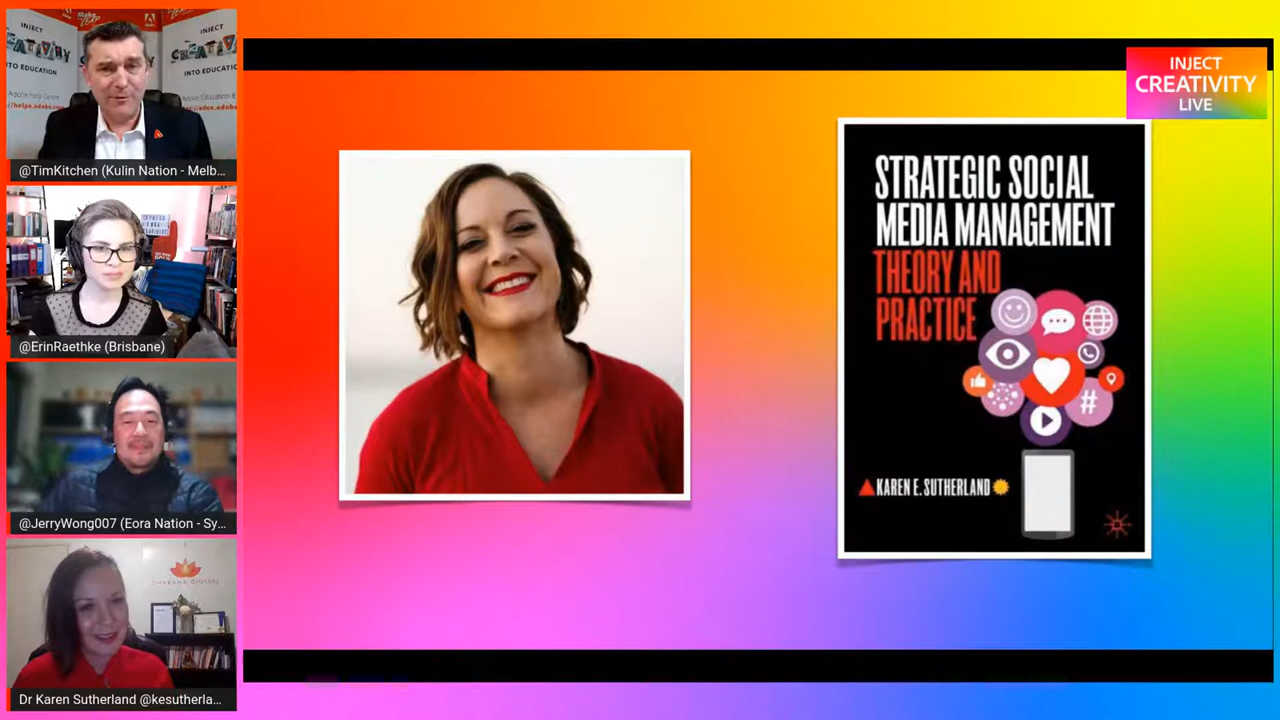 INJECT
CREATIVITY
INTO EDUCATION
Adobe
@TimKitchen (Kulin Nation - Melb...
@ErinRaethke (Brisbane)
@JerryWong007 (Eora Nation - Sy...
Dr Karen Sutherland @kesutherla...
INJECT
CREATIVITY
LIVE
STRATEGIC SOCIAL
MEDIA MANAGEMENT
THEORY AND
PRACTICE
#
KAREN E. SUTHERLAND